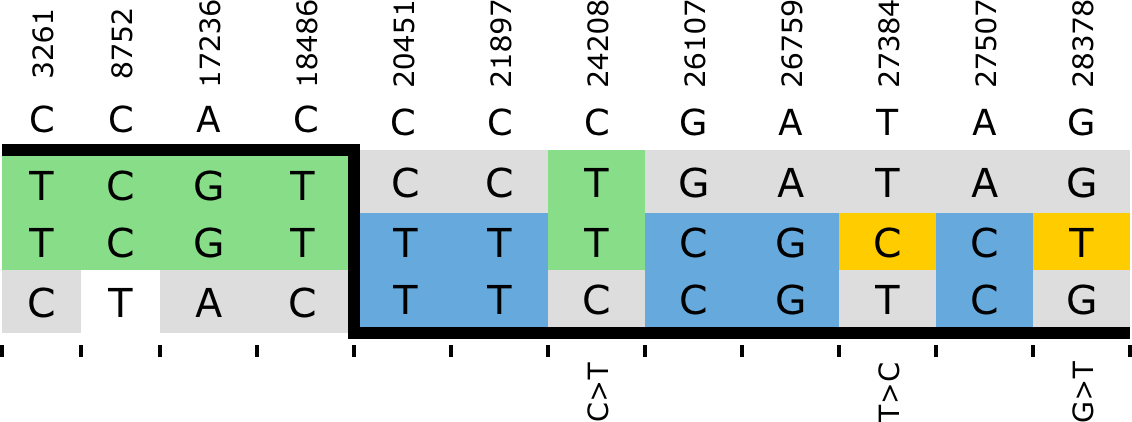 3261 8752 17236 18486 20451 21897 24208 26107 26759 27384 27507 28378
C C A C C C C G A T A G
T C G T C C T G A T A G
T C G T T T T C G C C T
C T A C T T C C G T C G
C>T T>C G>T